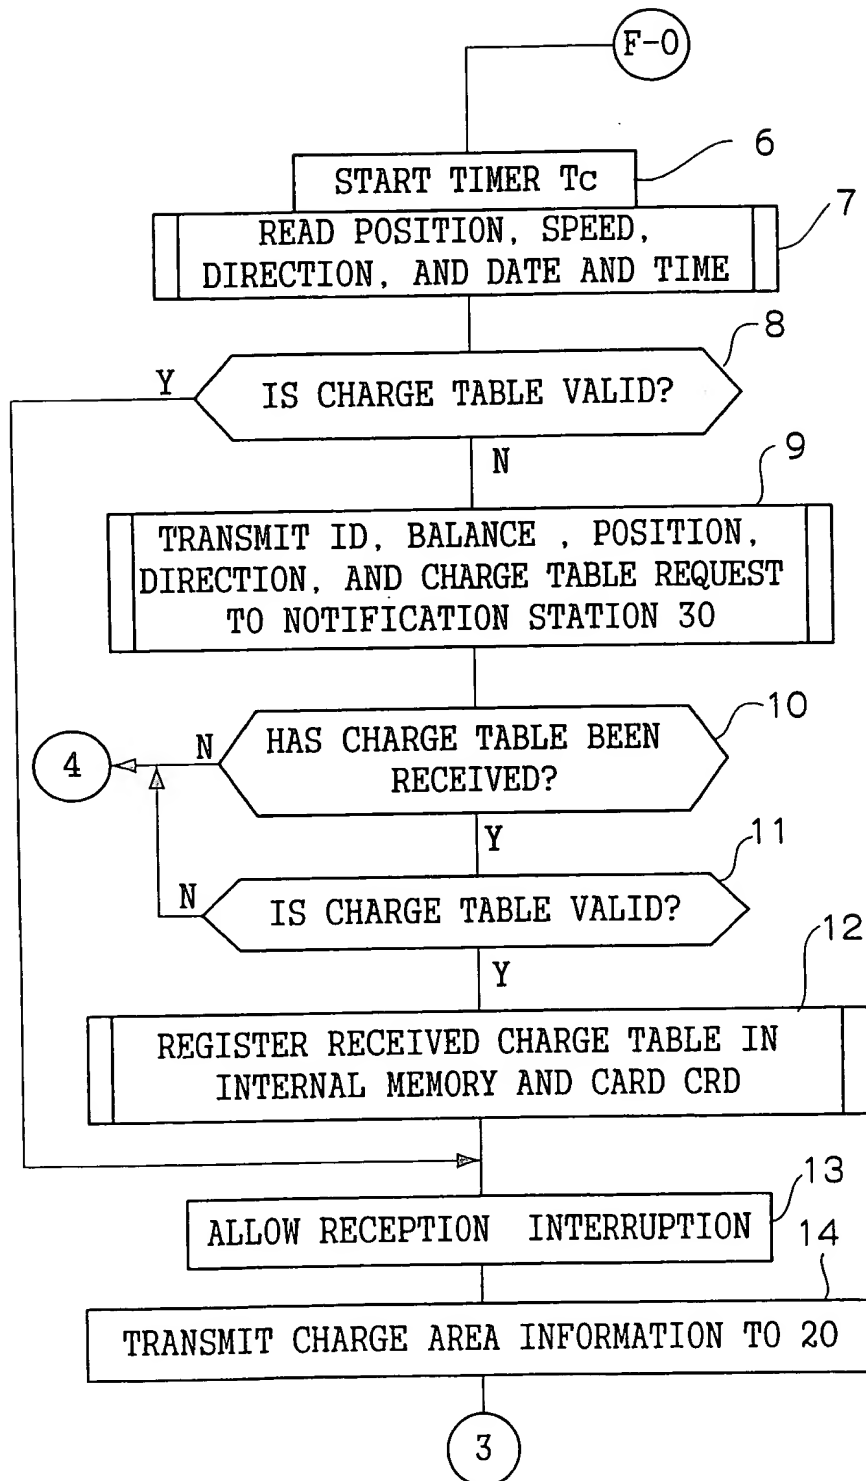 F-0
6
START TIMER Tc
7
READ POSITION, SPEED,
DIRECTION, AND DATE AND TIME
8
Y
IS CHARGE TABLE VALID?
N
9
TRANSMIT ID, BALANCE , POSITION,
DIRECTION, AND CHARGE TABLE REQUEST
TO NOTIFICATION STATION 30
10
4
N
HAS CHARGE TABLE BEEN
RECEIVED?
Y
11
N
IS CHARGE TABLE VALID?
Y
12
REGISTER RECEIVED CHARGE TABLE IN
INTERNAL MEMORY AND CARD CRD
13
ALLOW RECEPTION INTERRUPTION
14
TRANSMIT CHARGE AREA INFORMATION TO 20
3